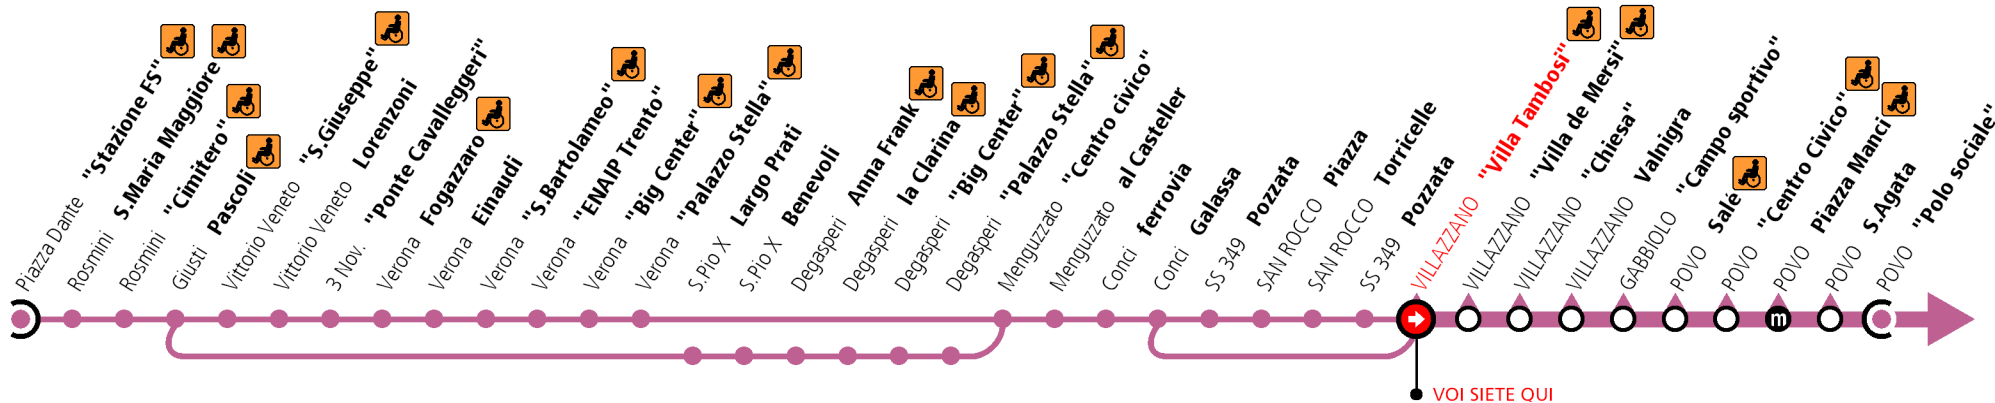 Piazza Dante "Stazione FS"
Rosmini S.Maria Maggiore
Rosmini "Cimitero"
Giusti Pascoli
Vittorio Veneto "S.Giuseppe"
Vittorio Veneto Lorenzoni
3 Nov. "Ponte Cavalleggeri"
Verona Fogazzaro
Verona Einaudi
Verona "S.Bartolameo"
Verona "ENAIP Trento"
Verona "Big Center"
Verona "Palazzo Stella"
S.Pio X Largo Prati
S.Pio X Benevoli
Degasperi Anna Frank
Degasperi la Clarina
Degasperi "Big Center"
Degasperi "Palazzo Stella"
Menguzzato "Centro civico"
Menguzzato al Casteller
Conci ferrovia
Conci Galassa
SS 349 Pozzata
SAN ROCCO Piazza
SAN ROCCO Torricelle
SS 349 Pozzata
VILLAZZANO "Villa Tambosi"
VILLAZZANO "Villa de Mersi"
VILLAZZANO "Chiesa"
VILLAZZANO Valnigra
GABBIOLO "Campo sportivo"
POVO Salé
POVO "Centro Civico"
POVO Piazza Manci
POVO S.Agata
POVO "Polo sociale"
m
VOI SIETE QUI